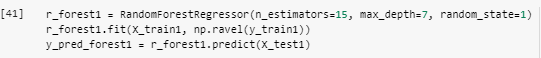 [41] r_forest1 = RandomForestRegressor(n_estimators=15, max_depth=7, random_state=1)
r_forest1.fit(X_train1, np.ravel(y_train1))
y_pred_forest1 = r_forest1.predict(X_test1)